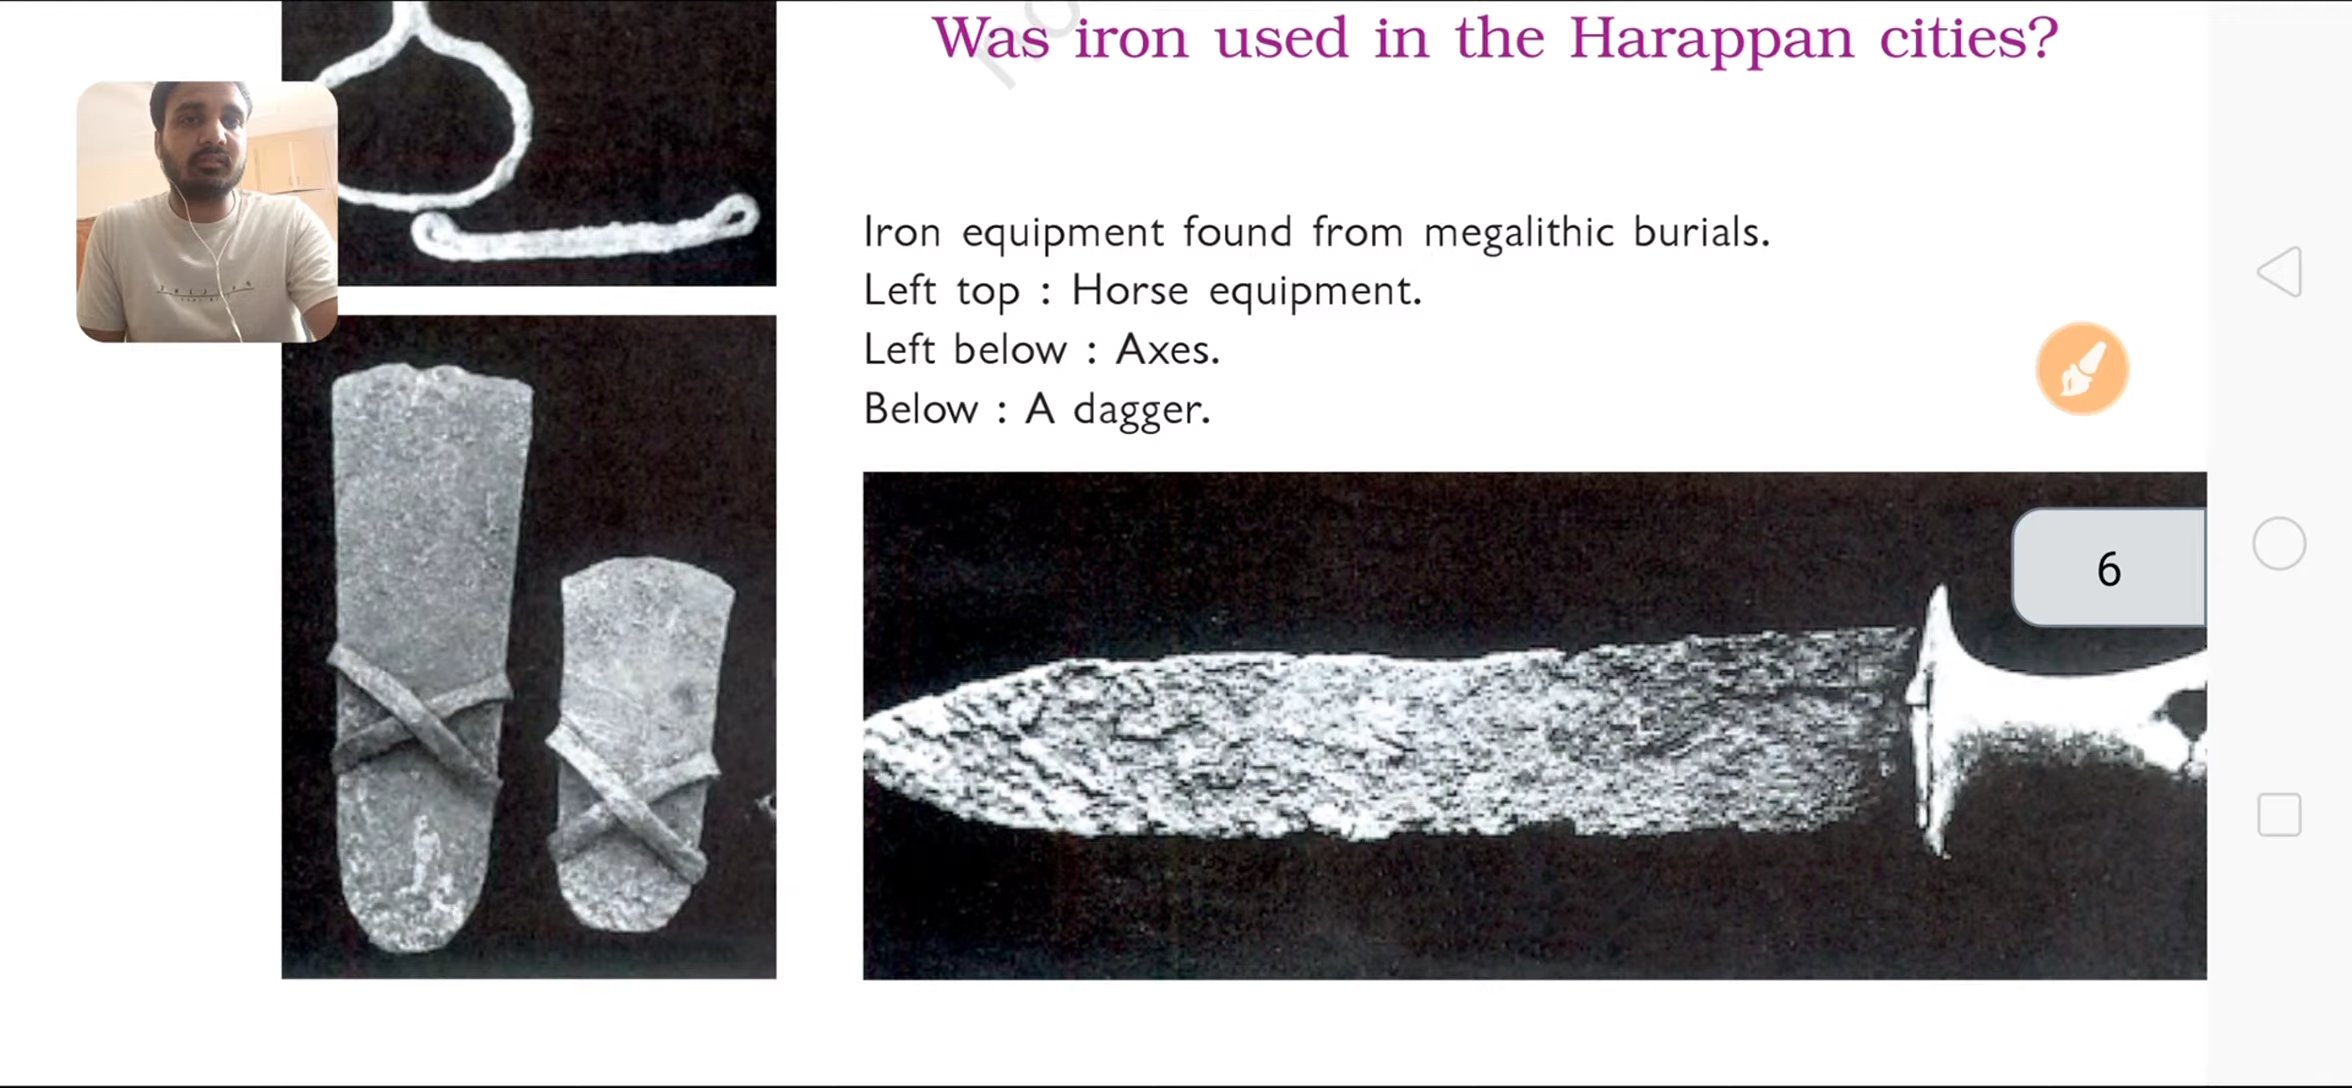 Was iron used in the Harappan cities?
Iron equipment found from megalithic burials.
Left top : Horse equipment.
Left below : Axes.
Below : A dagger.
6